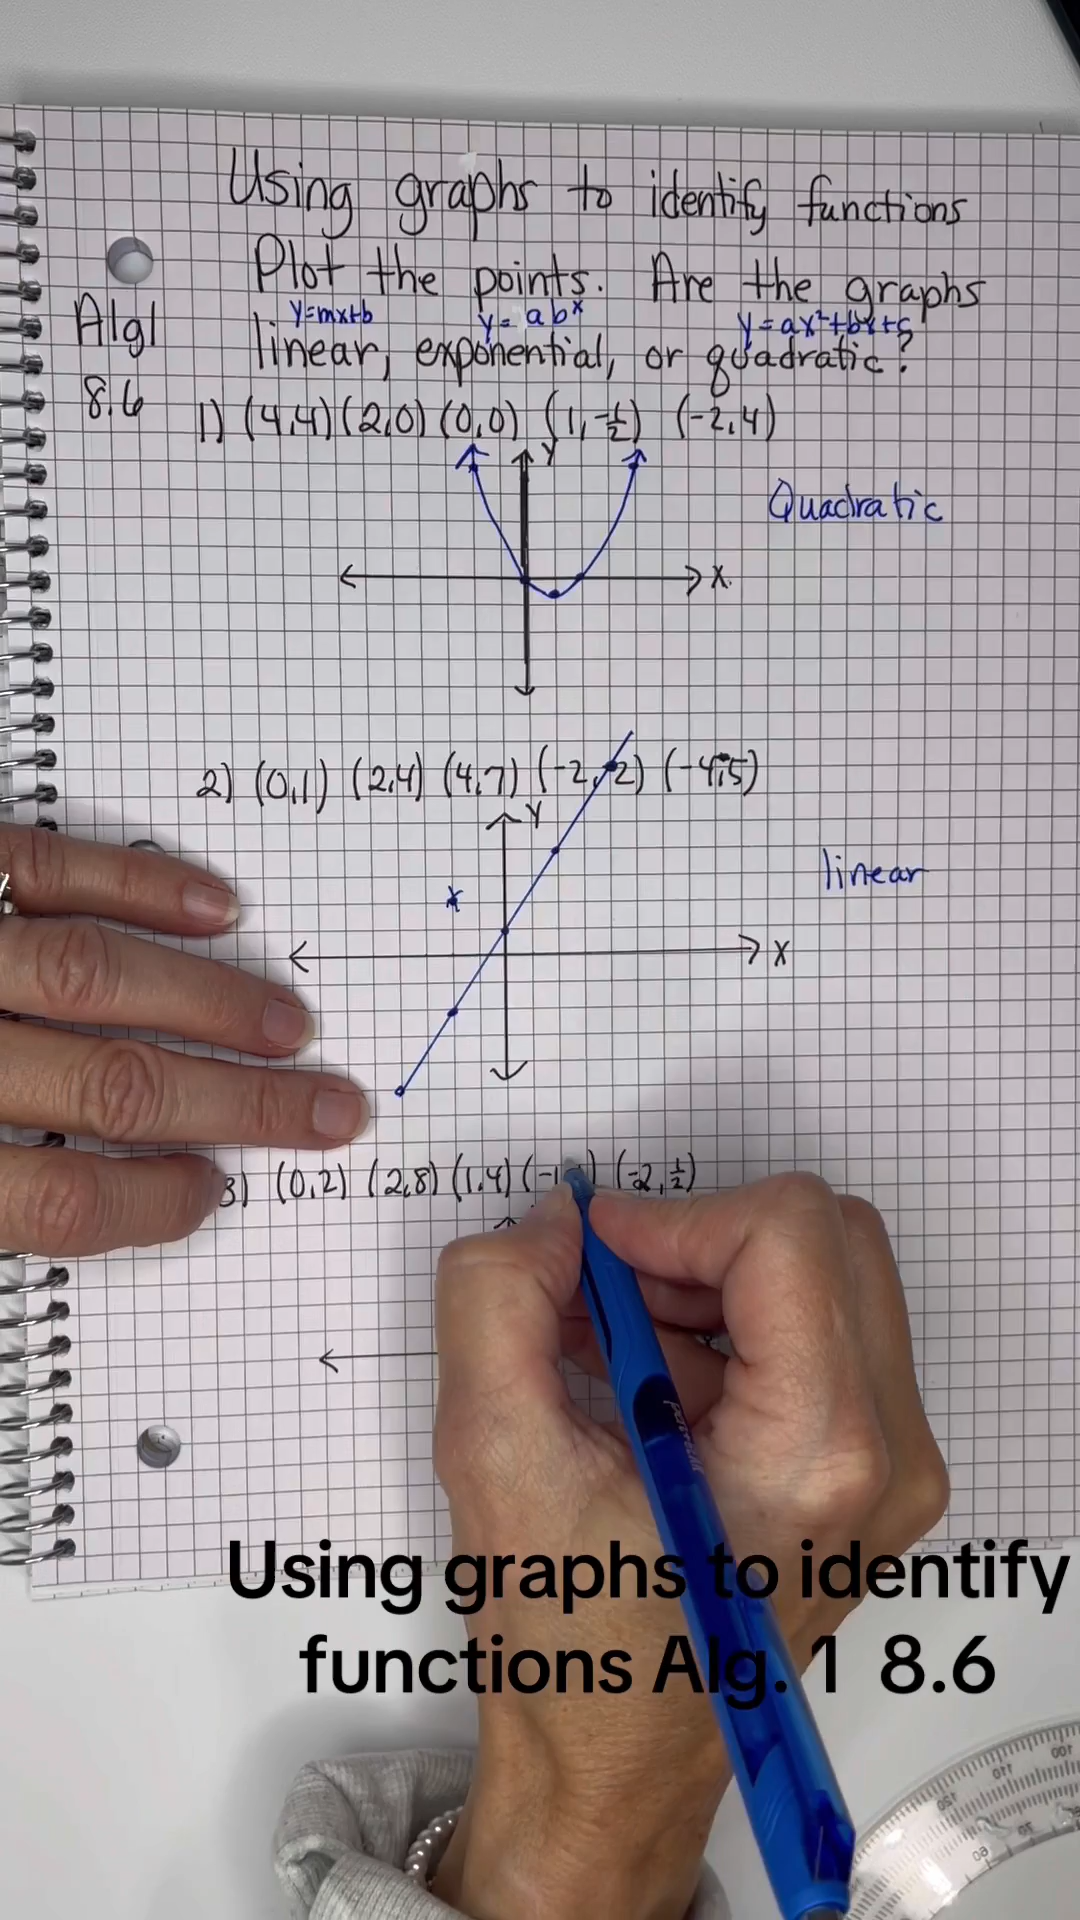 Using graphs to identify functions
Plot the points. Are the graphs
y=mx+b y=ab^x y=ax²+bx+c
Alg1 linear, exponential, or quadratic?
8.6 1) (4,4) (2,0) (0,0) (1,-½) (-2,4)
y
Quadratic
x
2) (0,1) (2,4) (4,7) (-2,-2) (-4,-5)
y
linear
x
3) (0,2) (2,8) (1,4) (-1, ) (-2,½)
Using graphs to identify
functions Alg. 1 8.6